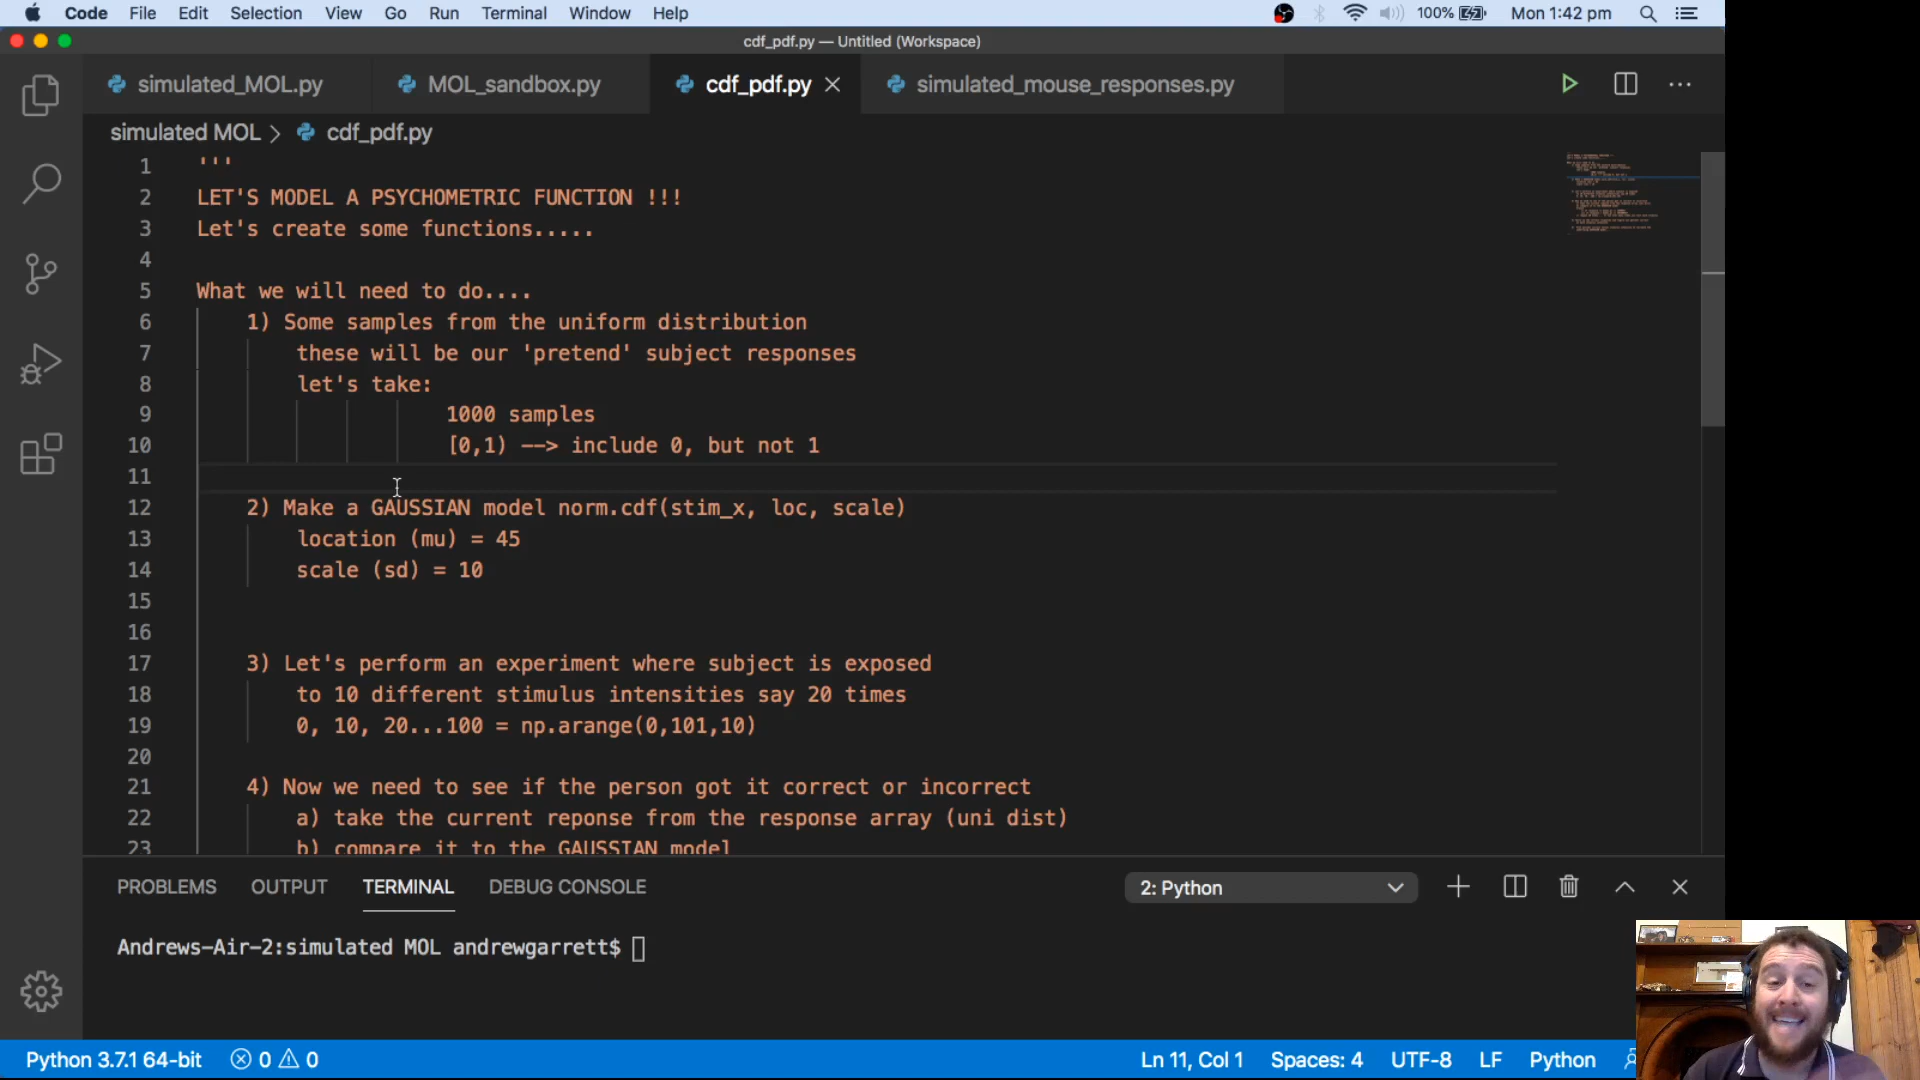 Code File Edit Selection View Go Run Terminal Window Help 100% Mon 1:42 pm
cdf_pdf.py — Untitled (Workspace)
simulated_MOL.py MOL_sandbox.py cdf_pdf.py simulated_mouse_responses.py
simulated MOL > cdf_pdf.py
1 '''
2 LET'S MODEL A PSYCHOMETRIC FUNCTION !!!
3 Let's create some functions.....
4
5 What we will need to do....
6 1) Some samples from the uniform distribution
7 these will be our 'pretend' subject responses
8 let's take:
9 1000 samples
10 [0,1) --> include 0, but not 1
11
12 2) Make a GAUSSIAN model norm.cdf(stim_x, loc, scale)
13 location (mu) = 45
14 scale (sd) = 10
15
16
17 3) Let's perform an experiment where subject is exposed
18 to 10 different stimulus intensities say 20 times
19 0, 10, 20...100 = np.arange(0,101,10)
20
21 4) Now we need to see if the person got it correct or incorrect
22 a) take the current reponse from the response array (uni dist)
23 b) compare it to the GAUSSIAN model
PROBLEMS OUTPUT TERMINAL DEBUG CONSOLE 2: Python
Andrews-Air-2:simulated MOL andrewgarrett$
Python 3.7.1 64-bit 0 0 Ln 11, Col 1 Spaces: 4 UTF-8 LF Python